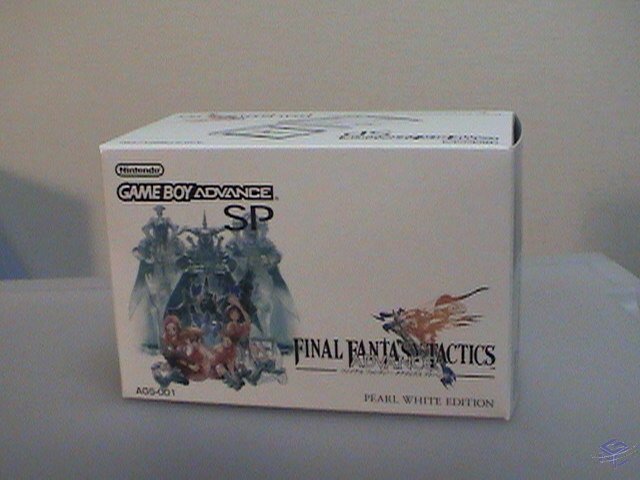 Nintendo
GAME BOY ADVANCE
SP
FINAL FANTASY TACTICS
ADVANCE
AGS-001
PEARL WHITE EDITION